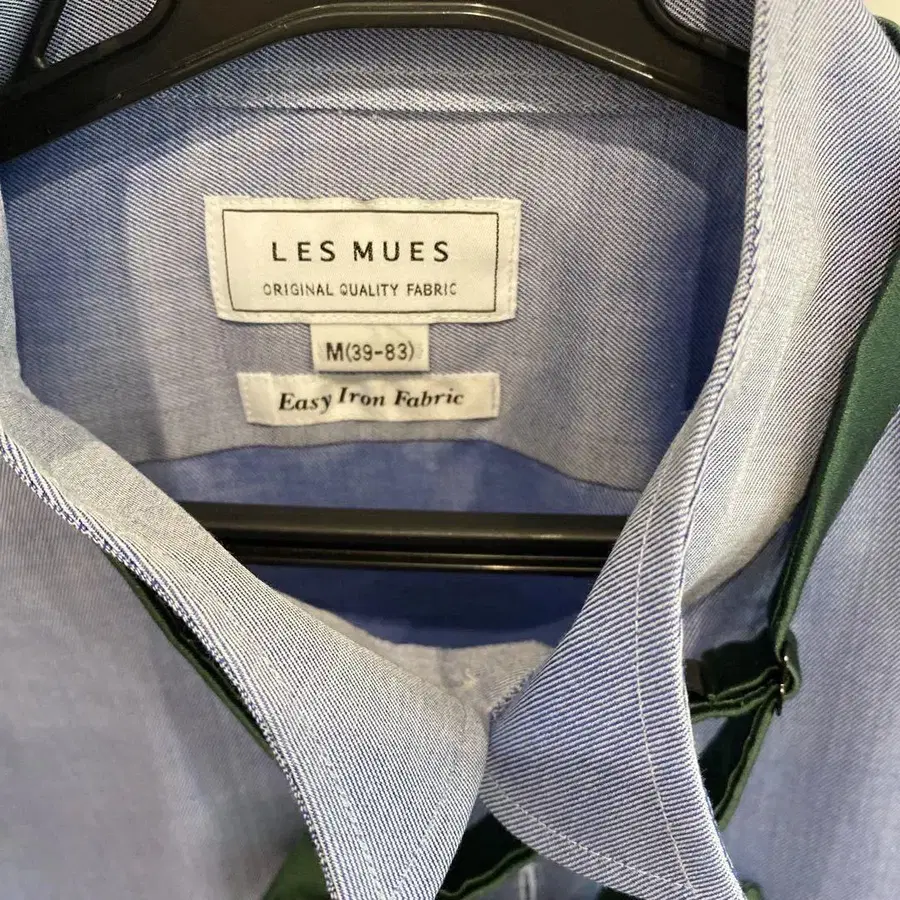 LES MUES
ORIGINAL QUALITY FABRIC
M(39-83)
Easy Iron Fabric